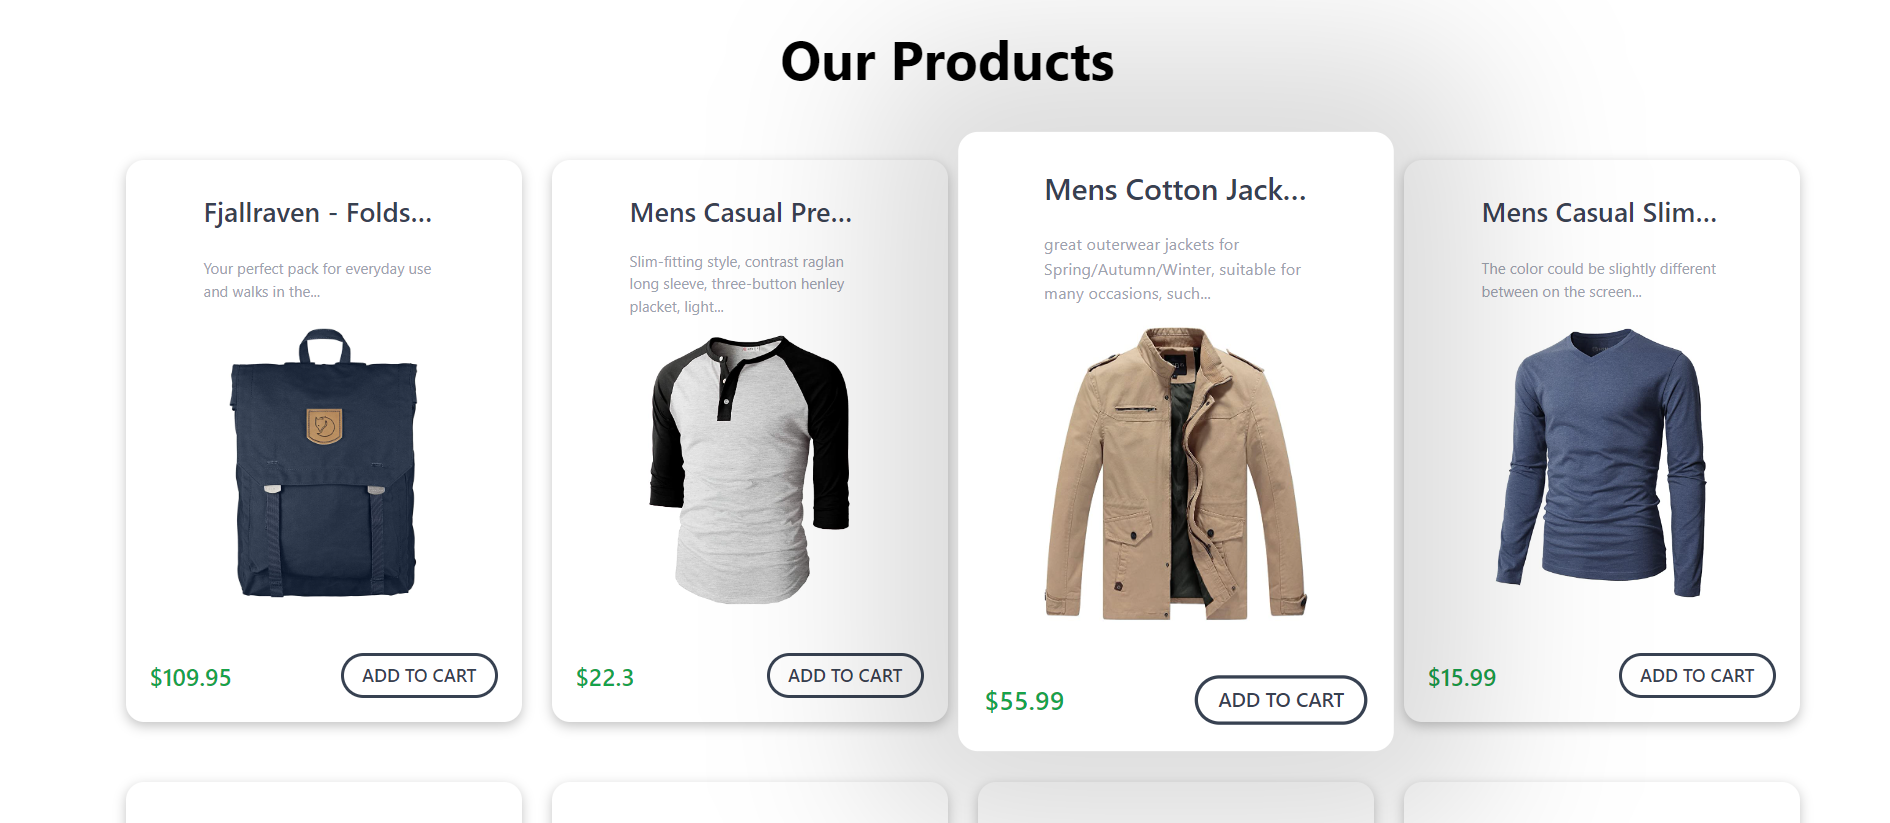 Our Products
Fjallraven - Folds...
Your perfect pack for everyday use
and walks in the...
$109.95
ADD TO CART
Mens Casual Pre...
Slim-fitting style, contrast raglan
long sleeve, three-button henley
placket, light...
$22.3
ADD TO CART
Mens Cotton Jack...
great outerwear jackets for
Spring/Autumn/Winter, suitable for
many occasions, such...
$55.99
ADD TO CART
Mens Casual Slim...
The color could be slightly different
between on the screen...
$15.99
ADD TO CART